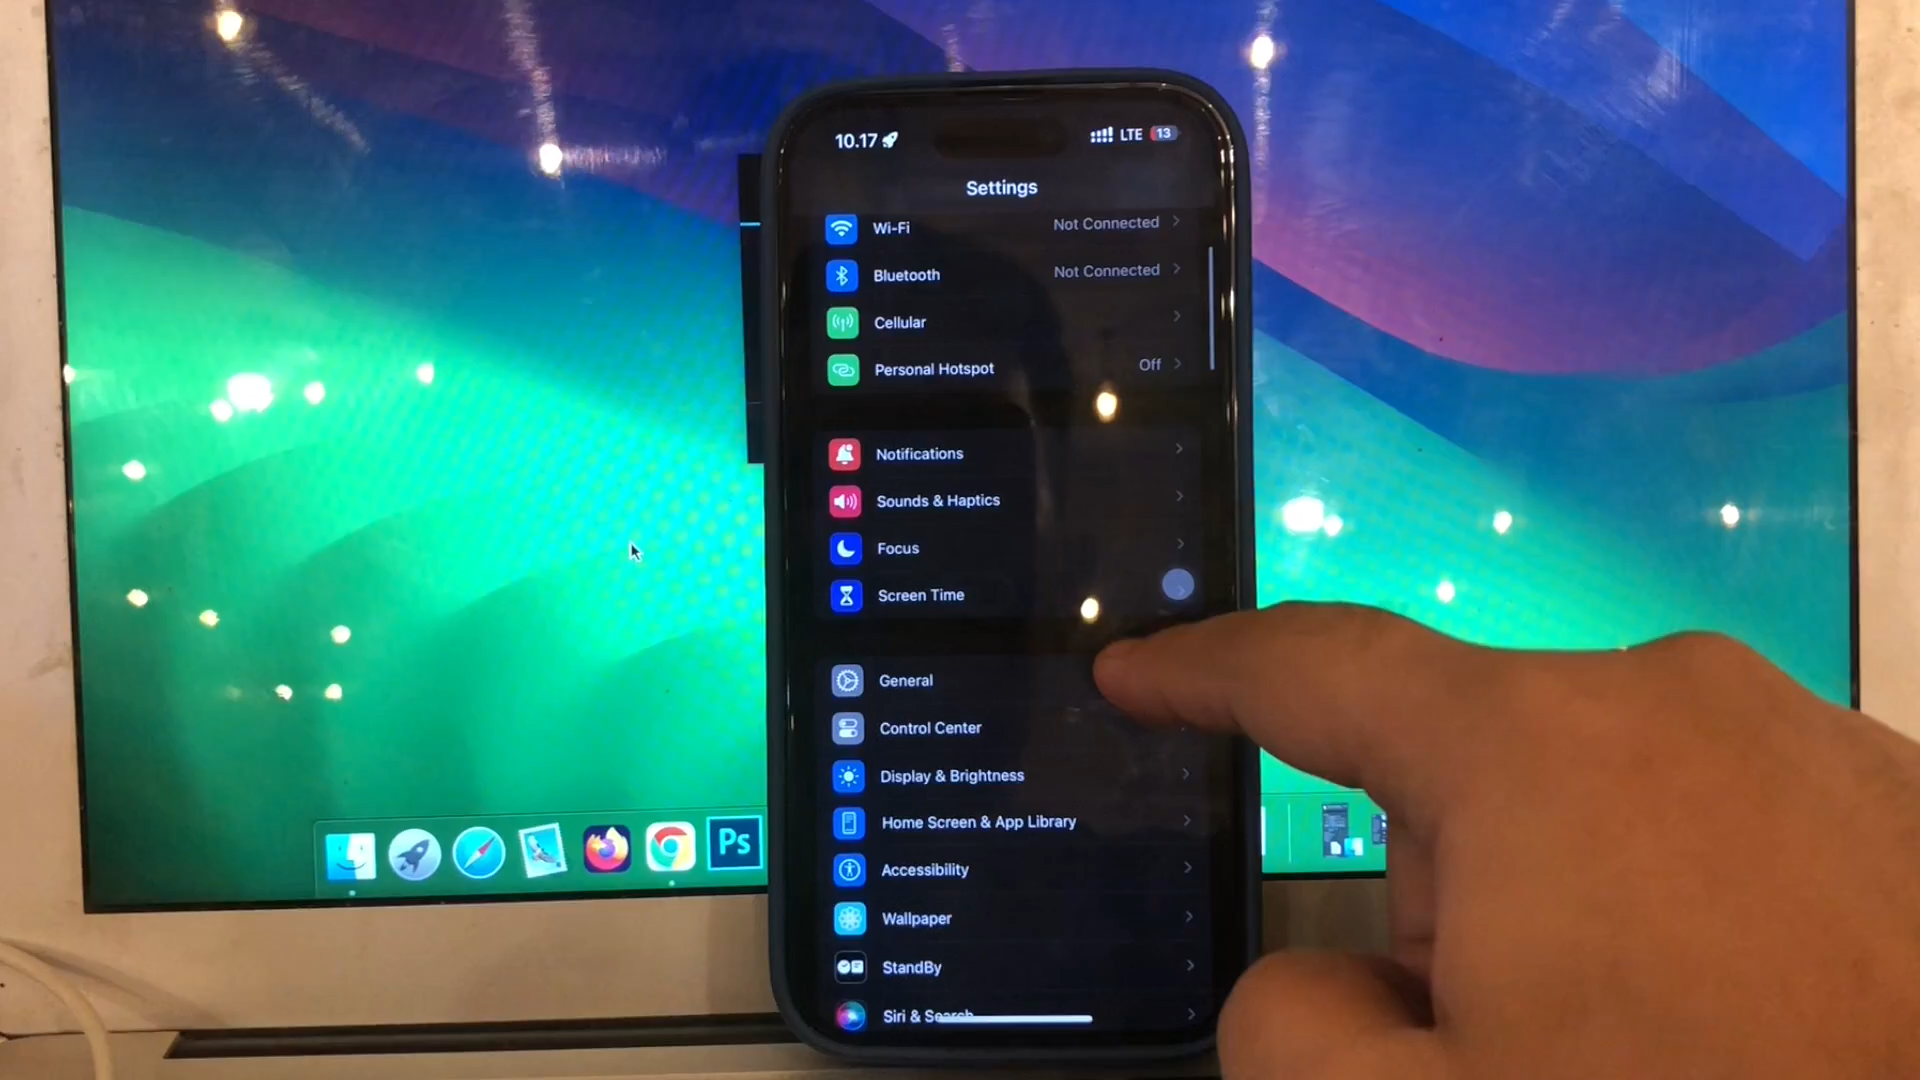 10.17
LTE 13
Settings
Wi-Fi Not Connected
Bluetooth Not Connected
Cellular
Personal Hotspot Off
Notifications
Sounds & Haptics
Focus
Screen Time
General
Control Center
Display & Brightness
Home Screen & App Library
Accessibility
Wallpaper
StandBy
Siri & Search
Ps